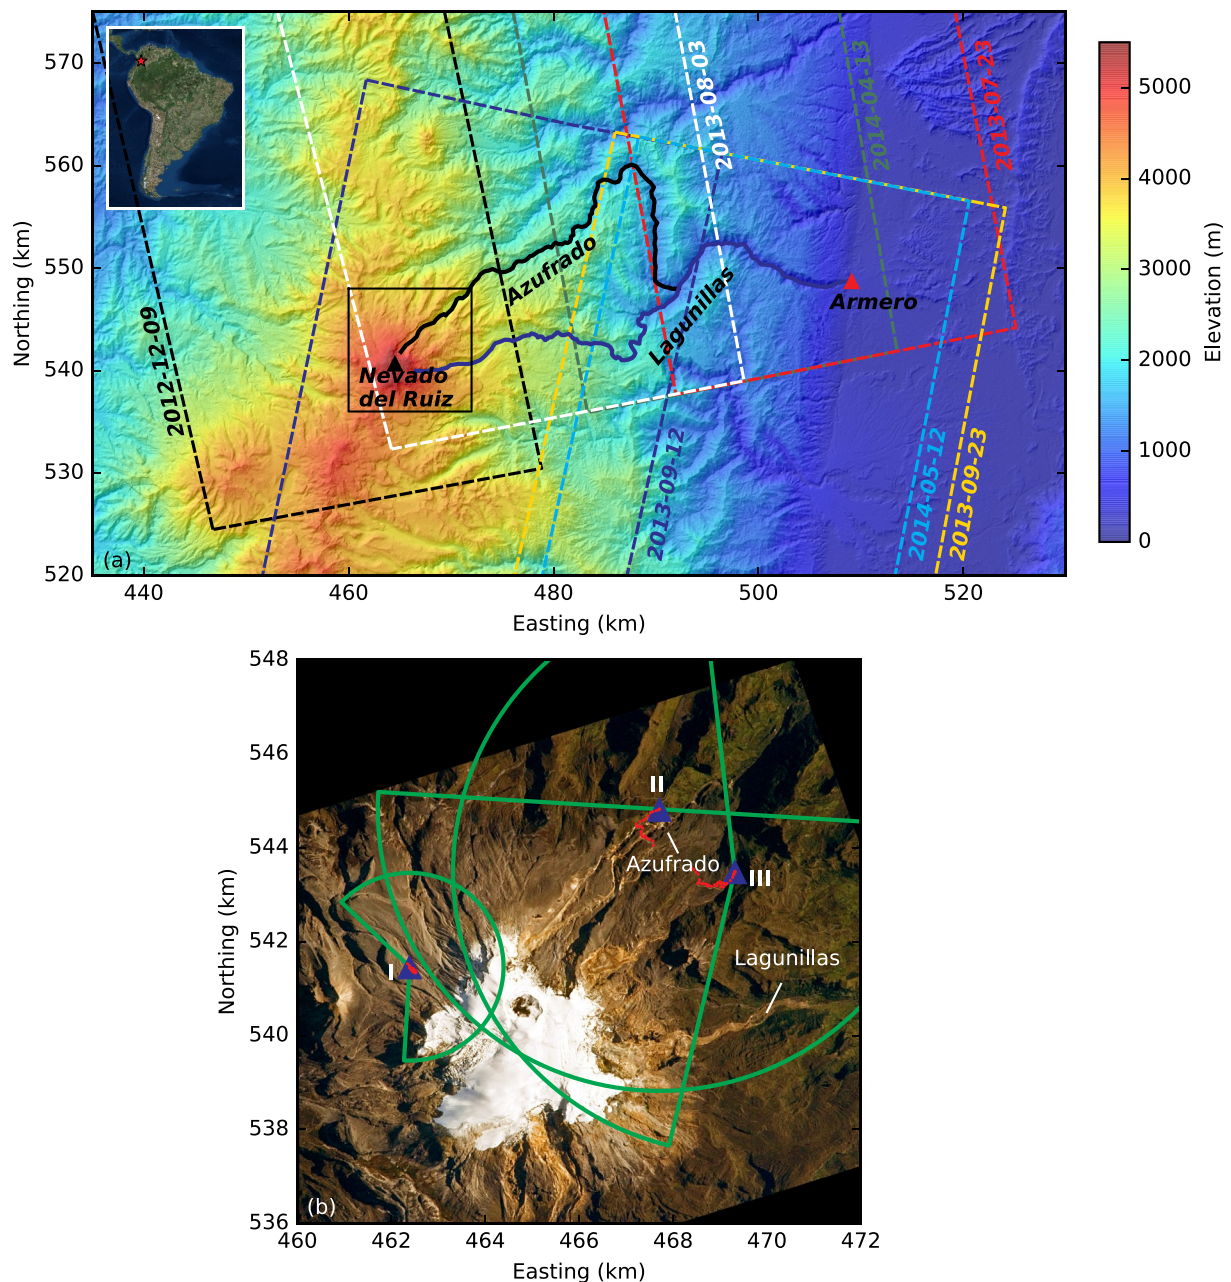 570
560
550
540
530
520
Northing (km)
440
460
480
500
520
Easting (km)
2012-12-09
2013-08-03
2014-04-13
2013-07-23
2013-09-12
2014-05-12
2013-09-23
Azufrado
Lagunillas
Armero
Nevado
del Ruiz
(a)
5000
4000
3000
2000
1000
0
Elevation (m)
548
546
544
542
540
538
536
Northing (km)
II
Azufrado
III
Lagunillas
I
(b)
460
462
464
466
468
470
472
Easting (km)